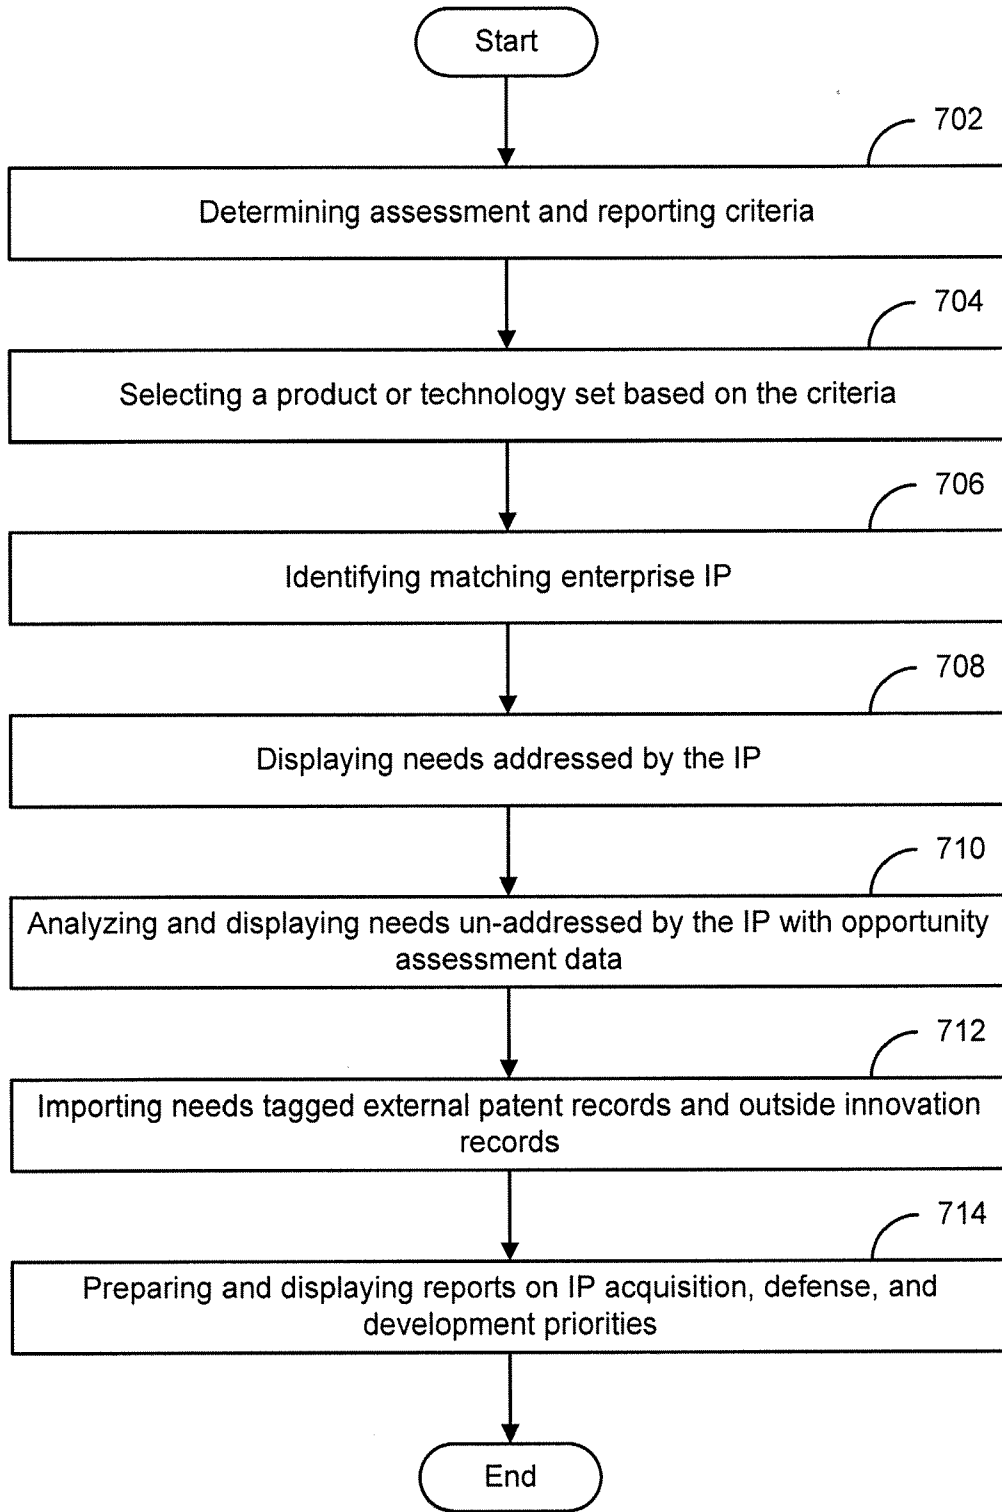 Start
702
Determining assessment and reporting criteria
704
Selecting a product or technology set based on the criteria
706
Identifying matching enterprise IP
708
Displaying needs addressed by the IP
710
Analyzing and displaying needs un-addressed by the IP with opportunity
assessment data
712
Importing needs tagged external patent records and outside innovation
records
714
Preparing and displaying reports on IP acquisition, defense, and
development priorities
End